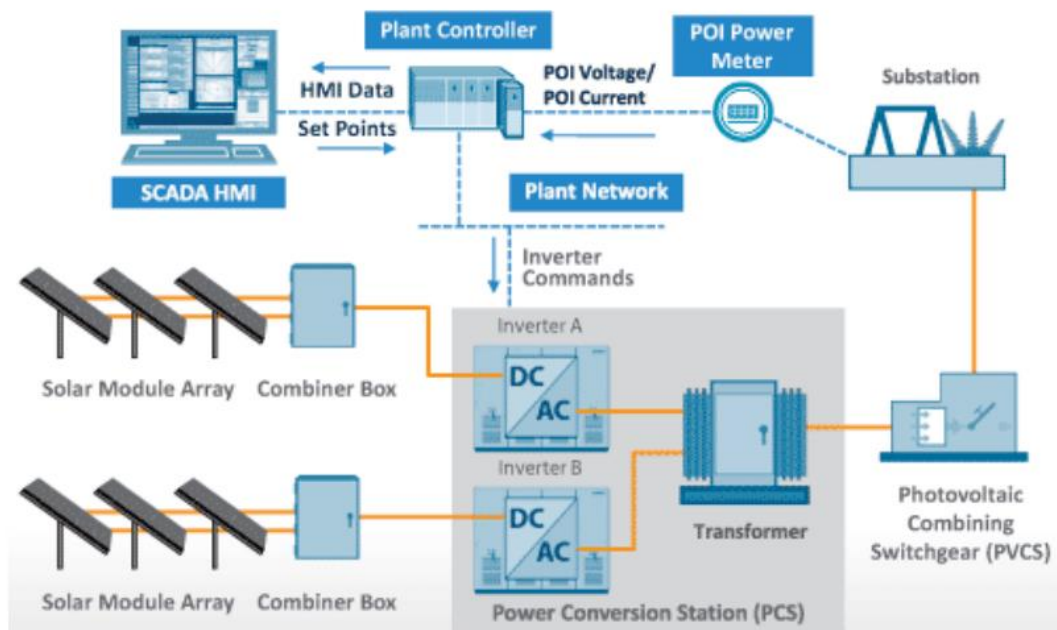 Plant Controller
POI Power
Meter
Substation
HMI Data
Set Points
POI Voltage/
POI Current
SCADA HMI
Plant Network
Inverter
Commands
Solar Module Array
Combiner Box
Inverter A
DC
AC
Inverter B
DC
AC
Transformer
Photovoltaic
Combining
Switchgear (PVCS)
Solar Module Array
Combiner Box
Power Conversion Station (PCS)